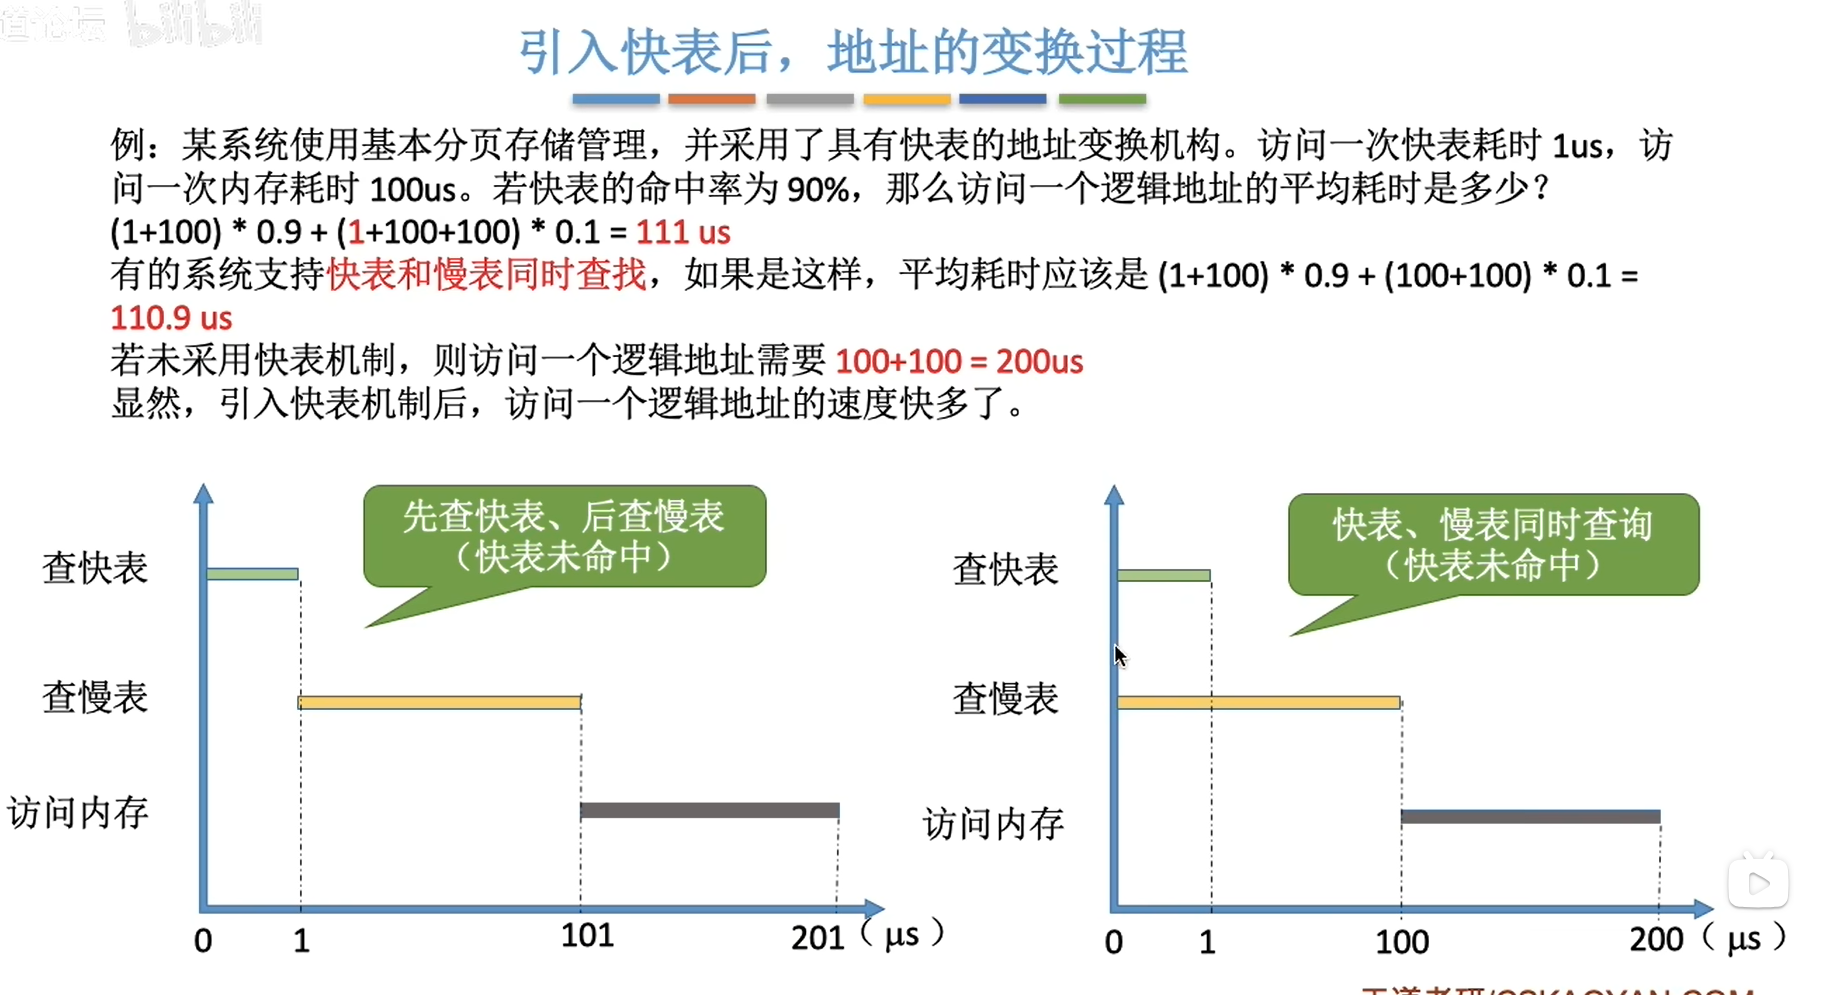 道论坛 bilibili
引入快表后，地址的变换过程
例：某系统使用基本分页存储管理，并采用了具有快表的地址变换机构。访问一次快表耗时 1us，访
问一次内存耗时 100us。若快表的命中率为 90%，那么访问一个逻辑地址的平均耗时是多少？
(1+100) * 0.9 + (1+100+100) * 0.1 = 111 us
有的系统支持快表和慢表同时查找，如果是这样，平均耗时应该是 (1+100) * 0.9 + (100+100) * 0.1 =
110.9 us
若未采用快表机制，则访问一个逻辑地址需要 100+100 = 200us
显然，引入快表机制后，访问一个逻辑地址的速度快多了。
先查快表、后查慢表
（快表未命中）
查快表
查慢表
访问内存
0 1 101 201（μs）
快表、慢表同时查询
（快表未命中）
查快表
查慢表
访问内存
0 1 100 200（μs）
王道考研/CSKAOYAN.COM